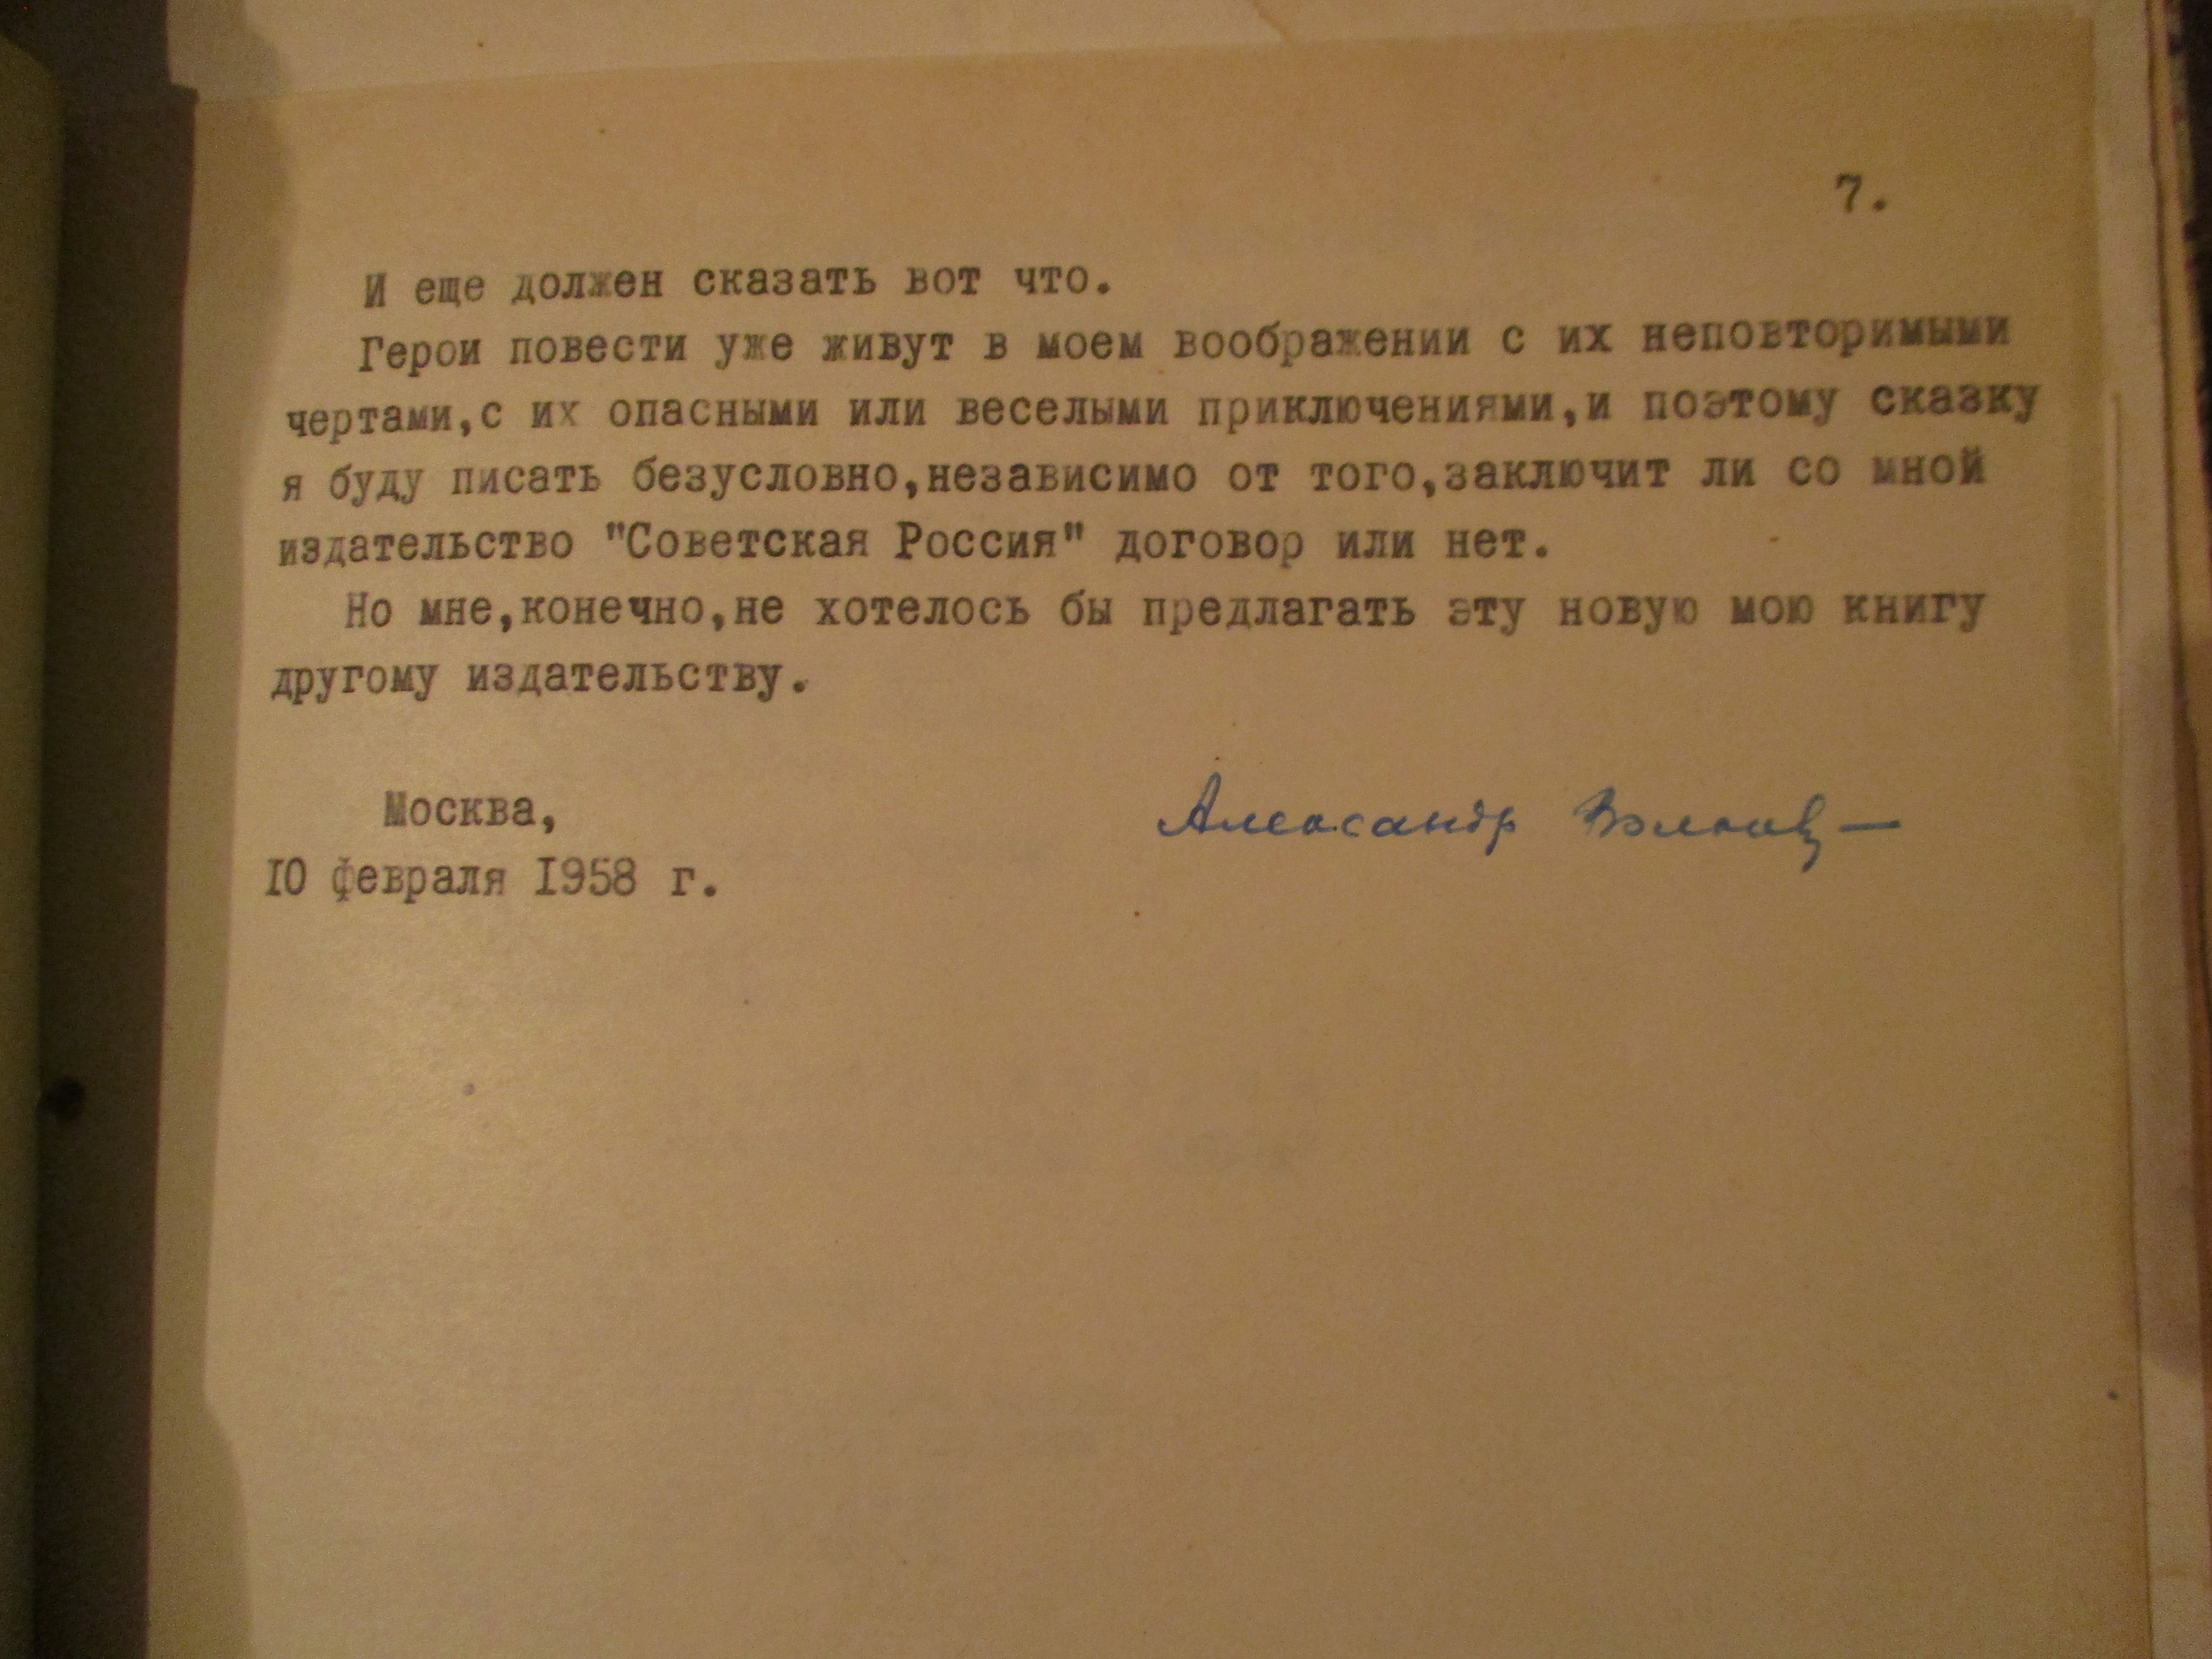 7.
И еще должен сказать вот что.
Герои повести уже живут в моем воображении с их неповторимыми
чертами,с их опасными или веселыми приключениями,и поэтому сказку
я буду писать безусловно,независимо от того,заключит ли со мной
издательство "Советская Россия" договор или нет.
Но мне,конечно,не хотелось бы предлагать эту новую мою книгу
другому издательству.
Москва,
Александр Волков
10 февраля 1958 г.